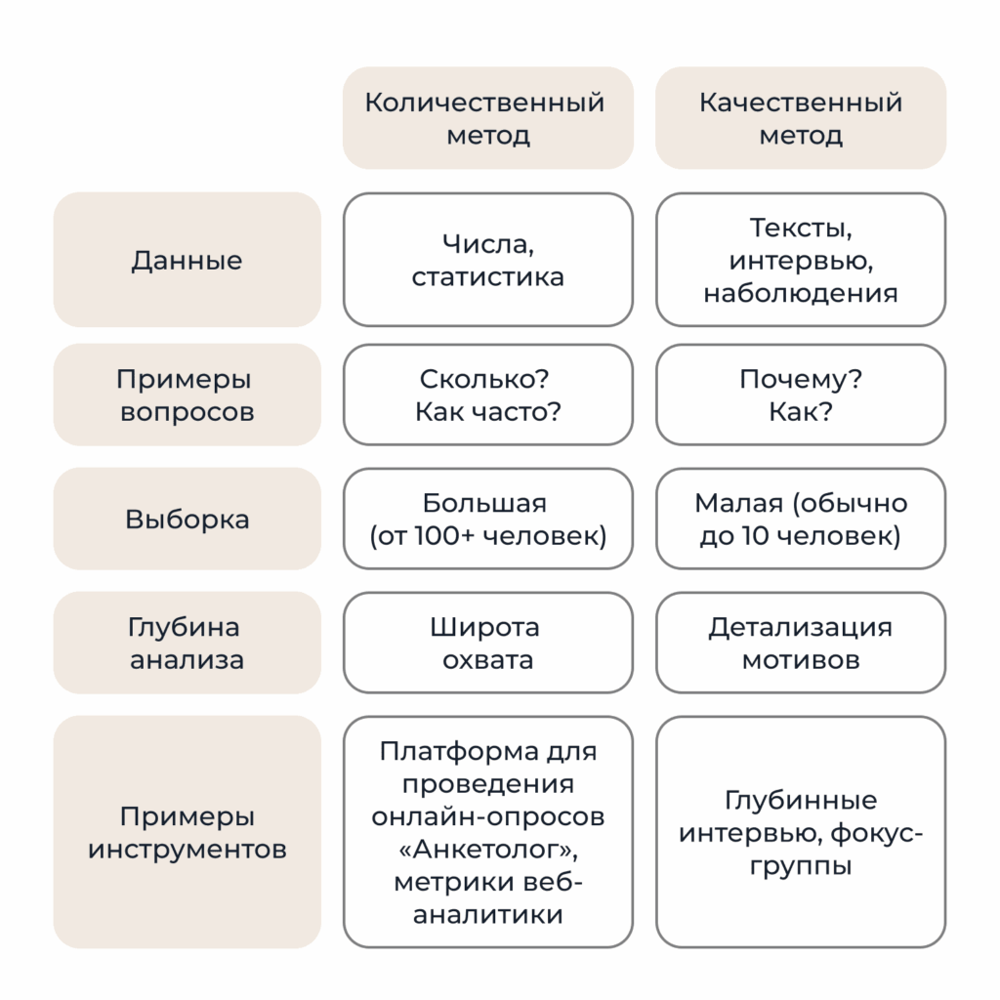 Количественный
метод
Качественный
метод
Данные
Числа,
статистика
Тексты,
интервью,
наболюдения
Примеры
вопросов
Сколько?
Как часто?
Почему?
Как?
Выборка
Большая
(от 100+ человек)
Малая (обычно
до 10 человек)
Глубина
анализа
Широта
охвата
Детализация
мотивов
Примеры
инструментов
Платформа для
проведения
онлайн-опросов
«Анкетолог»,
метрики веб-
аналитики
Глубинные
интервью, фокус-
группы